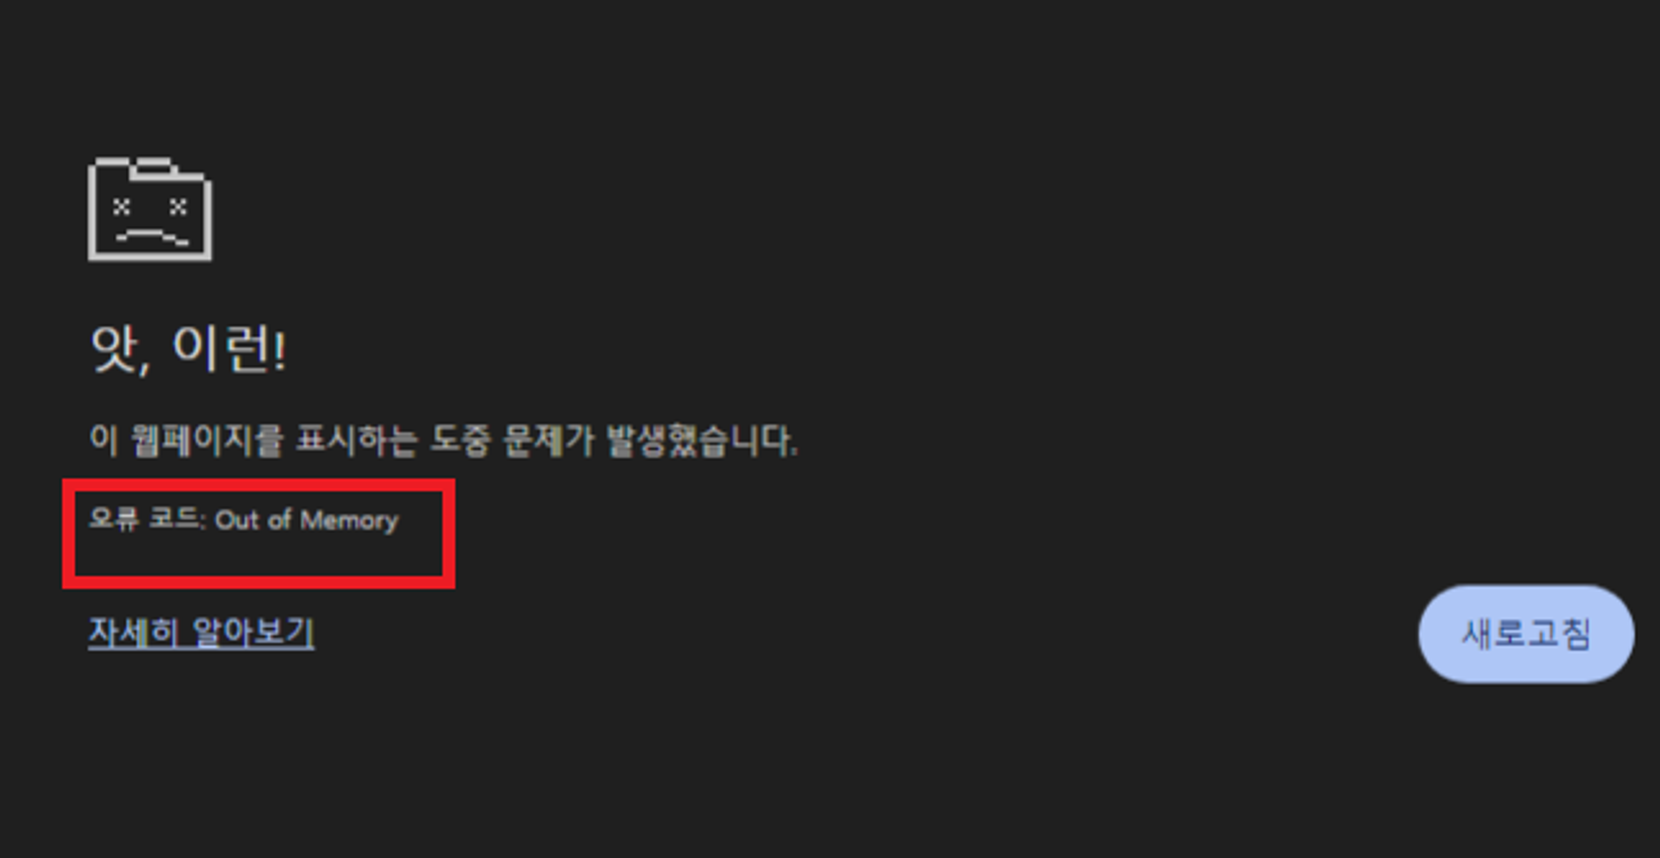 앗, 이런!
이 웹페이지를 표시하는 도중 문제가 발생했습니다.
오류 코드: Out of Memory
자세히 알아보기
새로고침